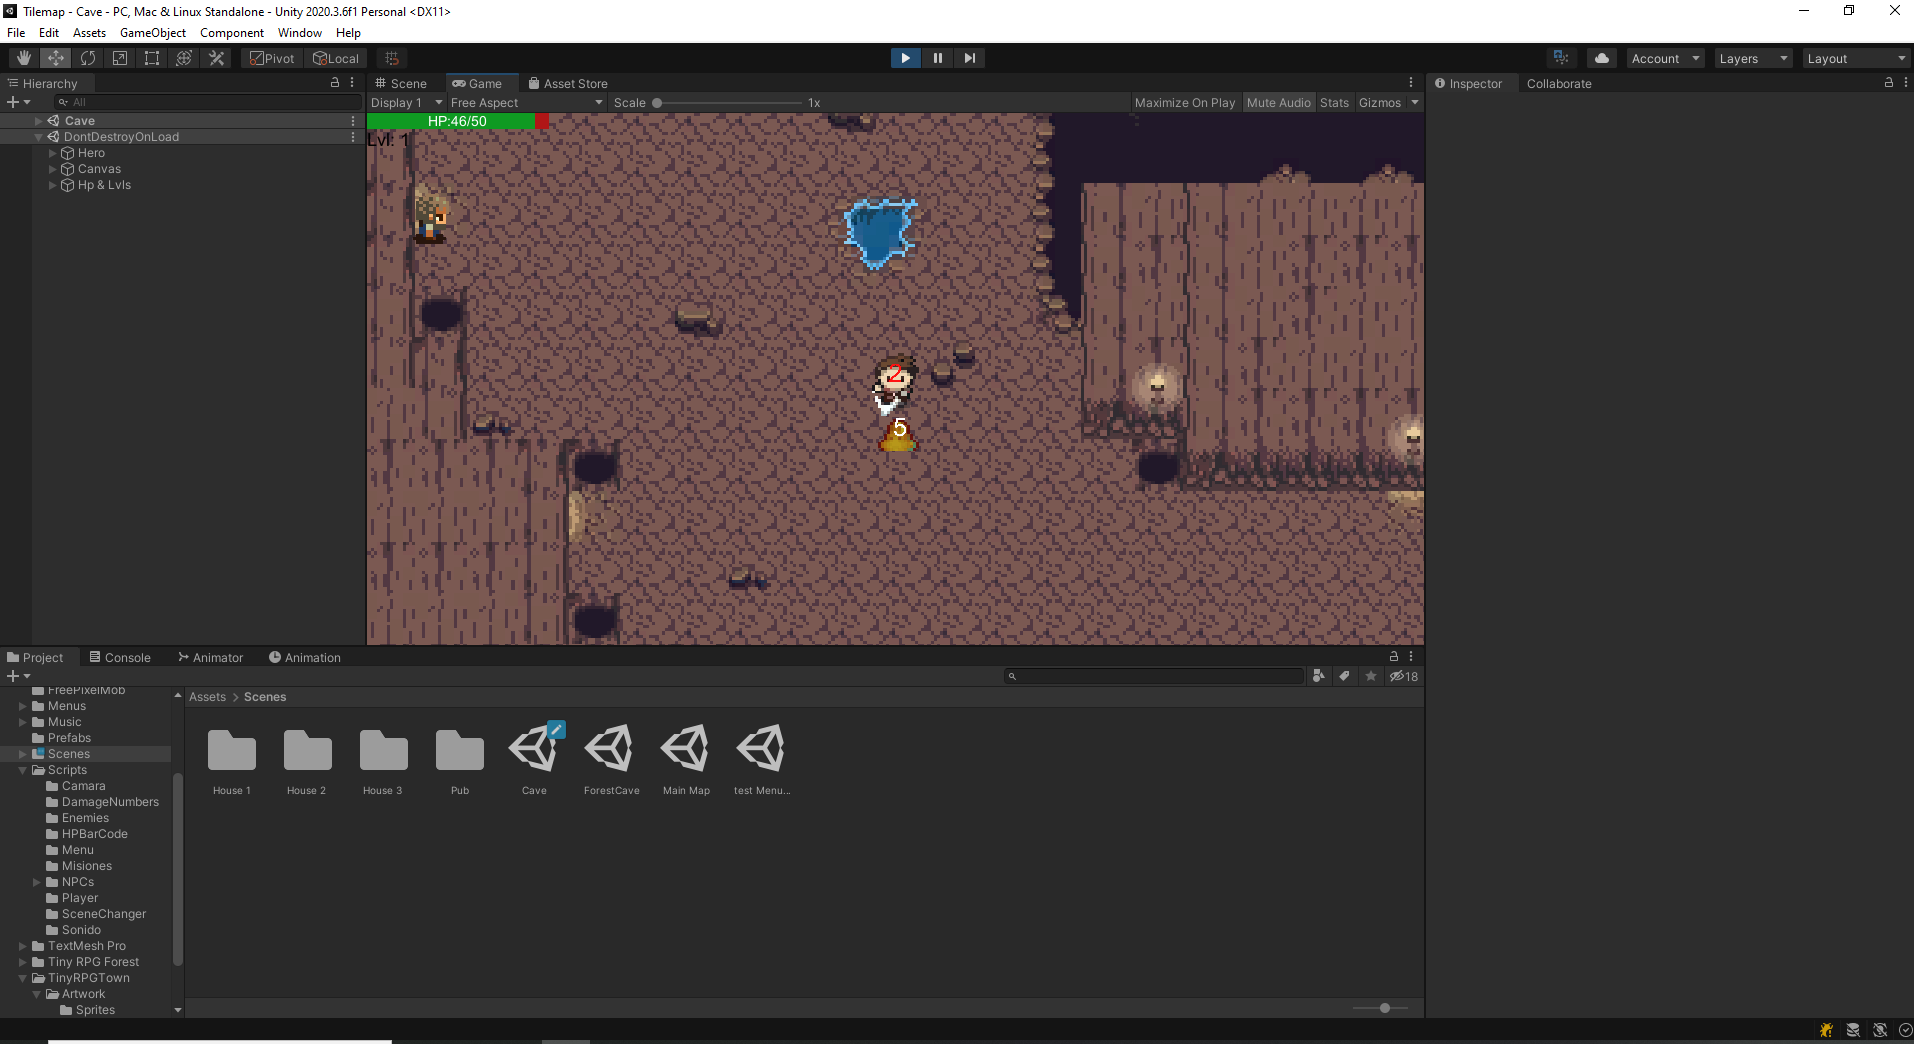 Tilemap - Cave - PC, Mac & Linux Standalone - Unity 2020.3.6f1 Personal <DX11>
File Edit Assets GameObject Component Window Help
Pivot Local Account Layers Layout
Hierarchy
All
Cave
DontDestroyOnLoad
Hero
Canvas
Hp & Lvls
Scene Game Asset Store
Display 1 Free Aspect Scale 1x Maximize On Play Mute Audio Stats Gizmos
HP:46/50
Lvl: 1
2
5
Inspector Collaborate
Project Console Animator Animation
18
FreePixelMob
Menus
Music
Prefabs
Scenes
Scripts
Camara
DamageNumbers
Enemies
HPBarCode
Menu
Misiones
NPCs
Player
SceneChanger
Sonido
TextMesh Pro
Tiny RPG Forest
TinyRPGTown
Artwork
Sprites
Assets > Scenes
House 1 House 2 House 3 Pub Cave ForestCave Main Map test Menu...